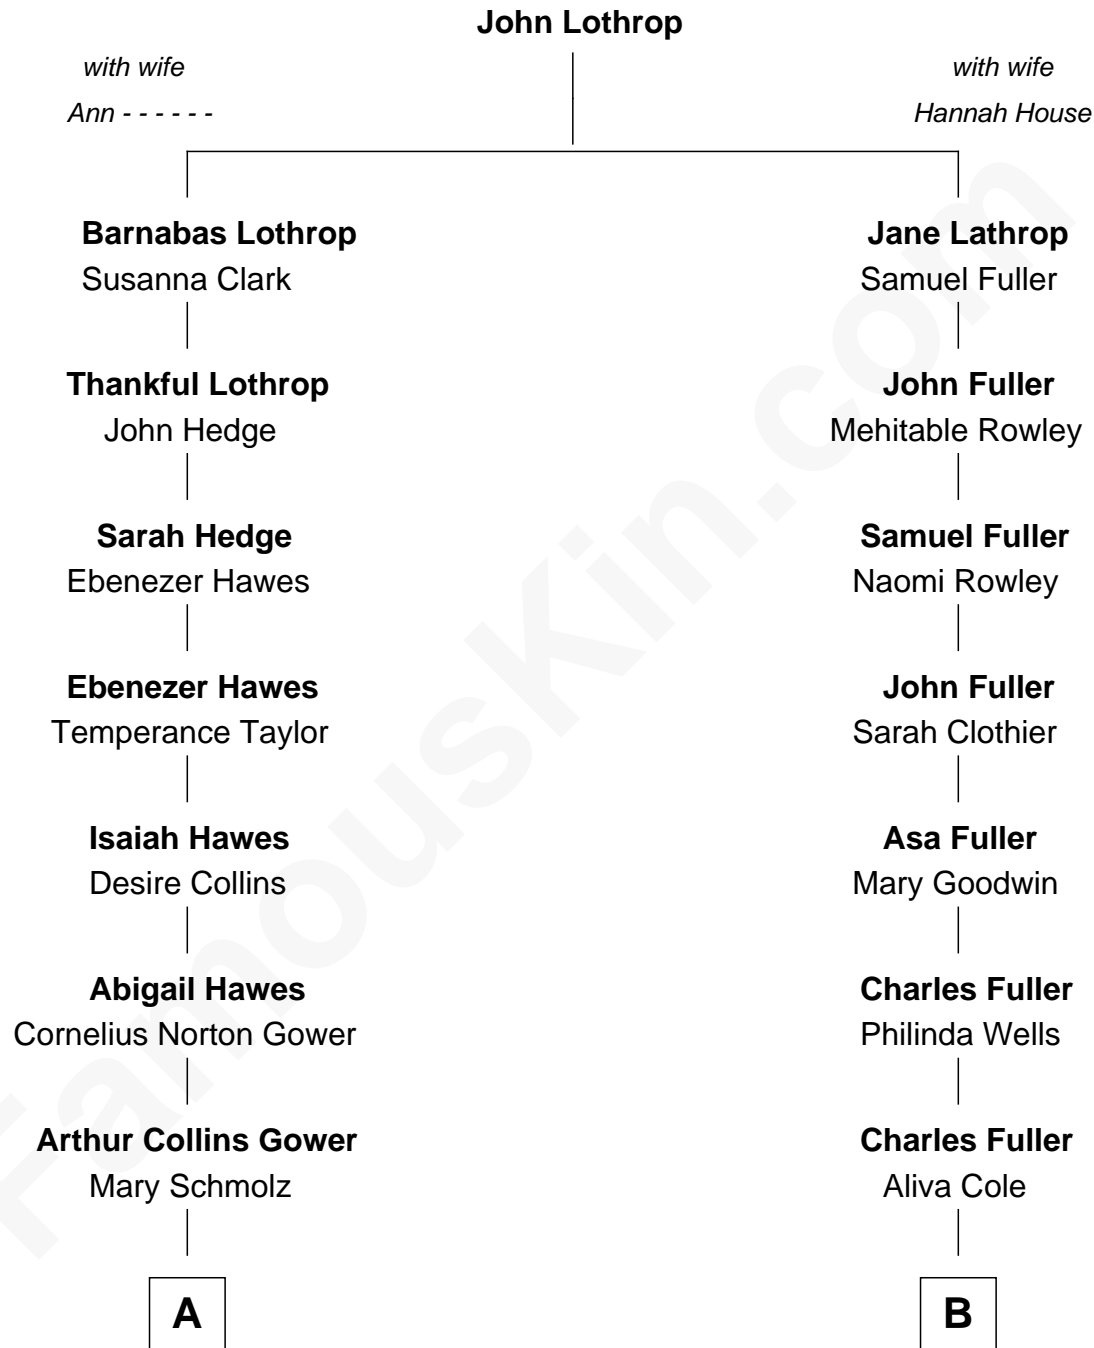 John Lothrop
with wife
Ann - - - - - -
with wife
Hannah House
Barnabas Lothrop
Susanna Clark
Jane Lathrop
Samuel Fuller
Thankful Lothrop
John Hedge
John Fuller
Mehitable Rowley
Sarah Hedge
Ebenezer Hawes
Samuel Fuller
Naomi Rowley
Ebenezer Hawes
Temperance Taylor
John Fuller
Sarah Clothier
Isaiah Hawes
Desire Collins
Asa Fuller
Mary Goodwin
Abigail Hawes
Cornelius Norton Gower
Charles Fuller
Philinda Wells
Arthur Collins Gower
Mary Schmolz
Charles Fuller
Aliva Cole
A
B
FamousKin.com